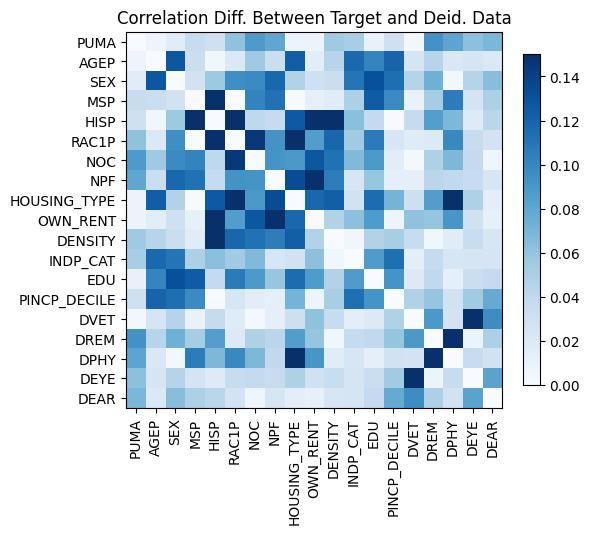 Correlation Diff. Between Target and Deid. Data
PUMA
AGEP
SEX
MSP
HISP
RAC1P
NOC
NPF
HOUSING_TYPE
OWN_RENT
DENSITY
INDP_CAT
EDU
PINCP_DECILE
DVET
DREM
DPHY
DEYE
DEAR
PUMA
AGEP
SEX
MSP
HISP
RAC1P
NOC
NPF
HOUSING_TYPE
OWN_RENT
DENSITY
INDP_CAT
EDU
PINCP_DECILE
DVET
DREM
DPHY
DEYE
DEAR
0.14
0.12
0.10
0.08
0.06
0.04
0.02
0.00